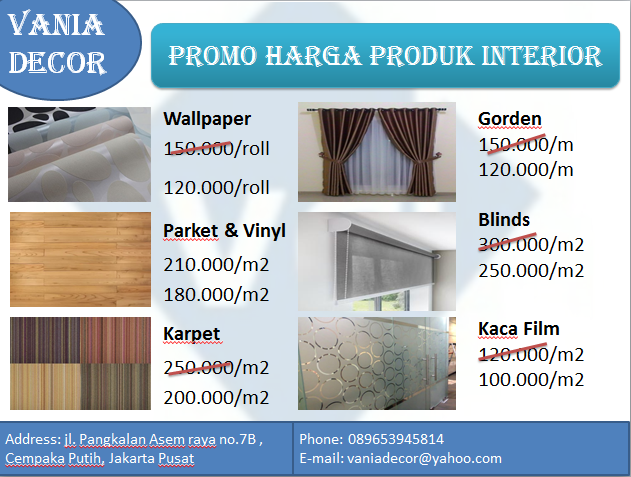 VANIA
DECOR
PROMO HARGA PRODUK INTERIOR
Wallpaper
150.000/roll
120.000/roll
Gorden
150.000/m
120.000/m
Parket & Vinyl
210.000/m2
180.000/m2
Blinds
300.000/m2
250.000/m2
Karpet
250.000/m2
200.000/m2
Kaca Film
120.000/m2
100.000/m2
Address: jl. Pangkalan Asem raya no.7B ,
Cempaka Putih, Jakarta Pusat
Phone: 089653945814
E-mail: vaniadecor@yahoo.com